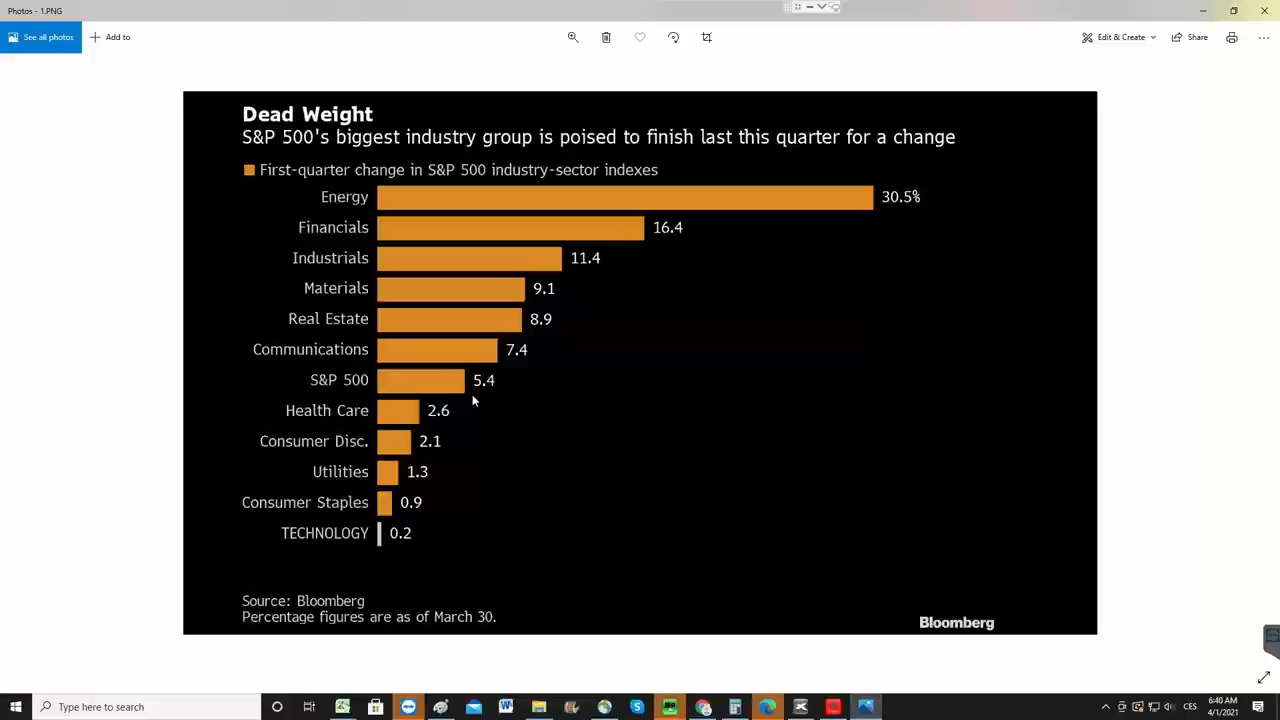 Photos - 1.PNG
See all photos
Add to
Edit & Create
Share
Dead Weight
S&P 500's biggest industry group is poised to finish last this quarter for a change
First-quarter change in S&P 500 industry-sector indexes
Energy 30.5%
Financials 16.4
Industrials 11.4
Materials 9.1
Real Estate 8.9
Communications 7.4
S&P 500 5.4
Health Care 2.6
Consumer Disc. 2.1
Utilities 1.3
Consumer Staples 0.9
TECHNOLOGY 0.2
Source: Bloomberg
Percentage figures are as of March 30.
Bloomberg
Type here to search
CES
6:40 AM
4/1/2021